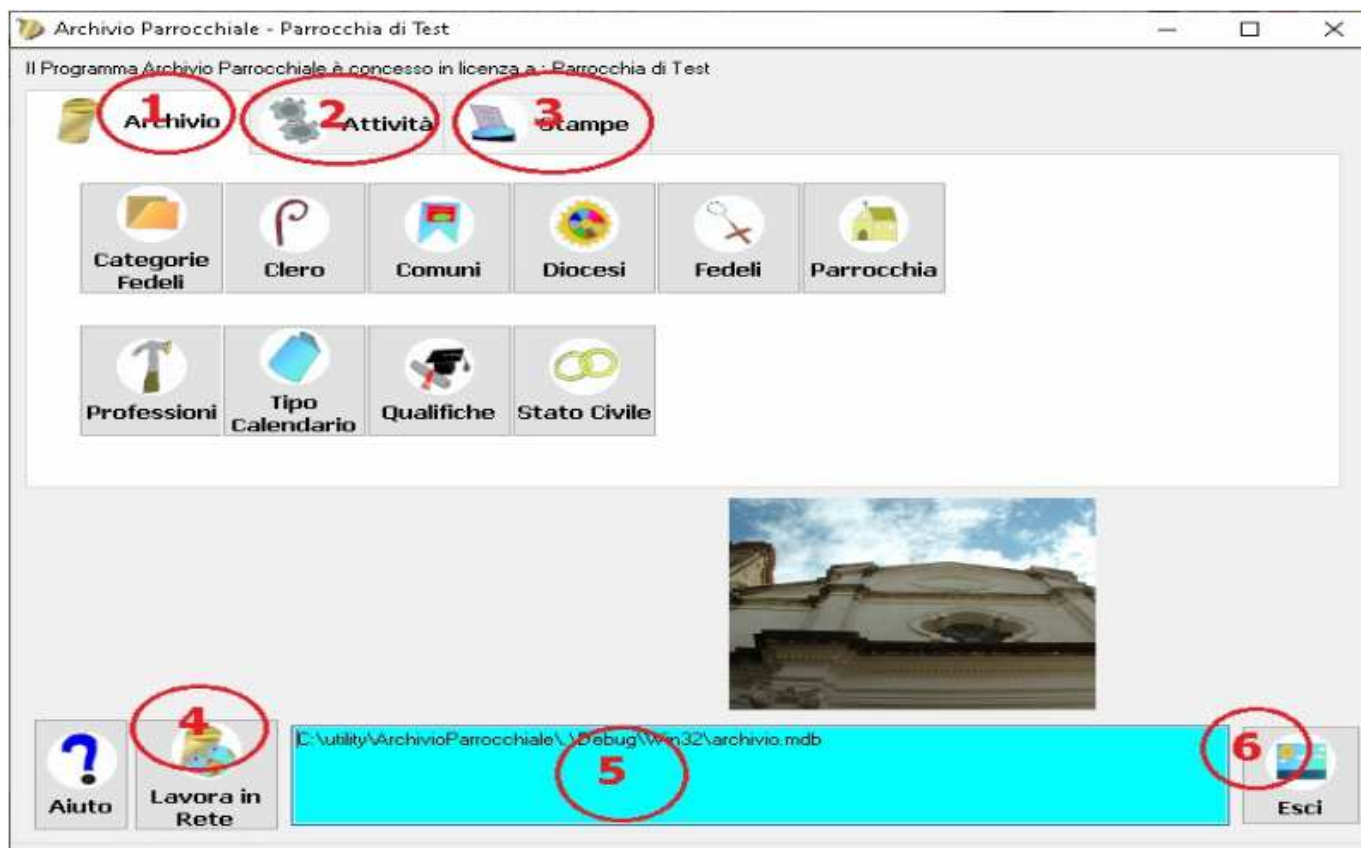 Archivio Parrocchiale - Parrocchia di Test
Il Programma Archivio Parrocchiale è concesso in licenza a : Parrocchia di Test
1 Archivio
2 Attività
3 Stampe
Categorie
Fedeli
Clero
Comuni
Diocesi
Fedeli
Parrocchia
Professioni
Tipo
Calendario
Qualifiche
Stato Civile
Aiuto
4
Lavora in
Rete
C:\utility\ArchivioParrocchiale\.\Debug\Win32\archivio.mdb
5
6
Esci